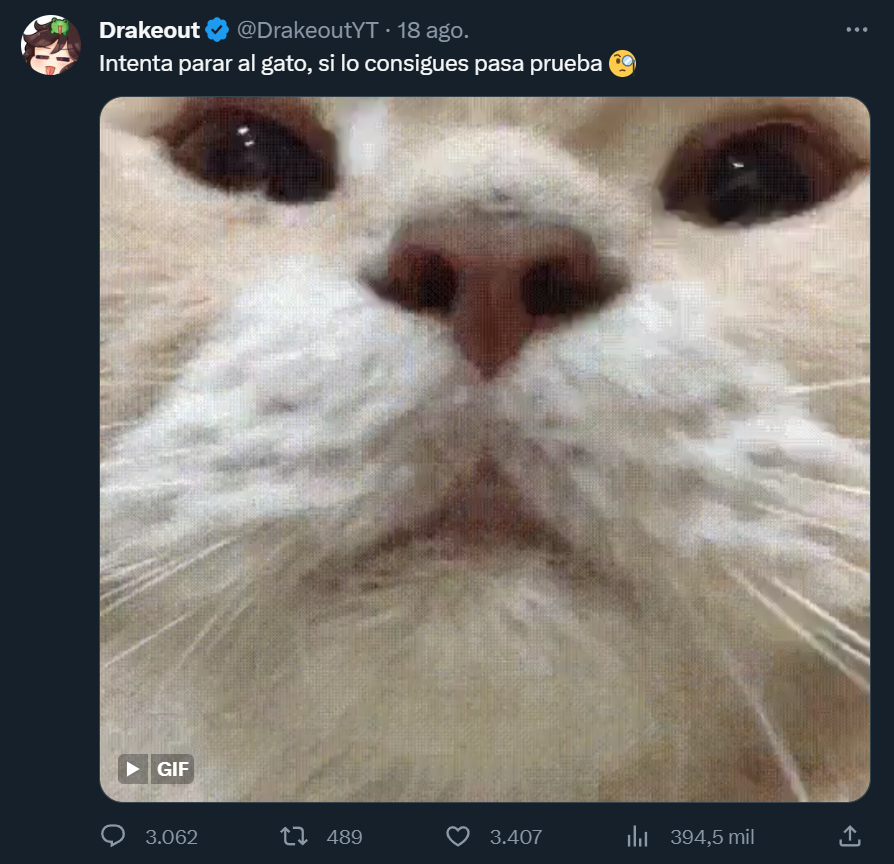 Drakeout @DrakeoutYT · 18 ago.
Intenta parar al gato, si lo consigues pasa prueba 🧐
GIF
3.062 489 3.407 394,5 mil